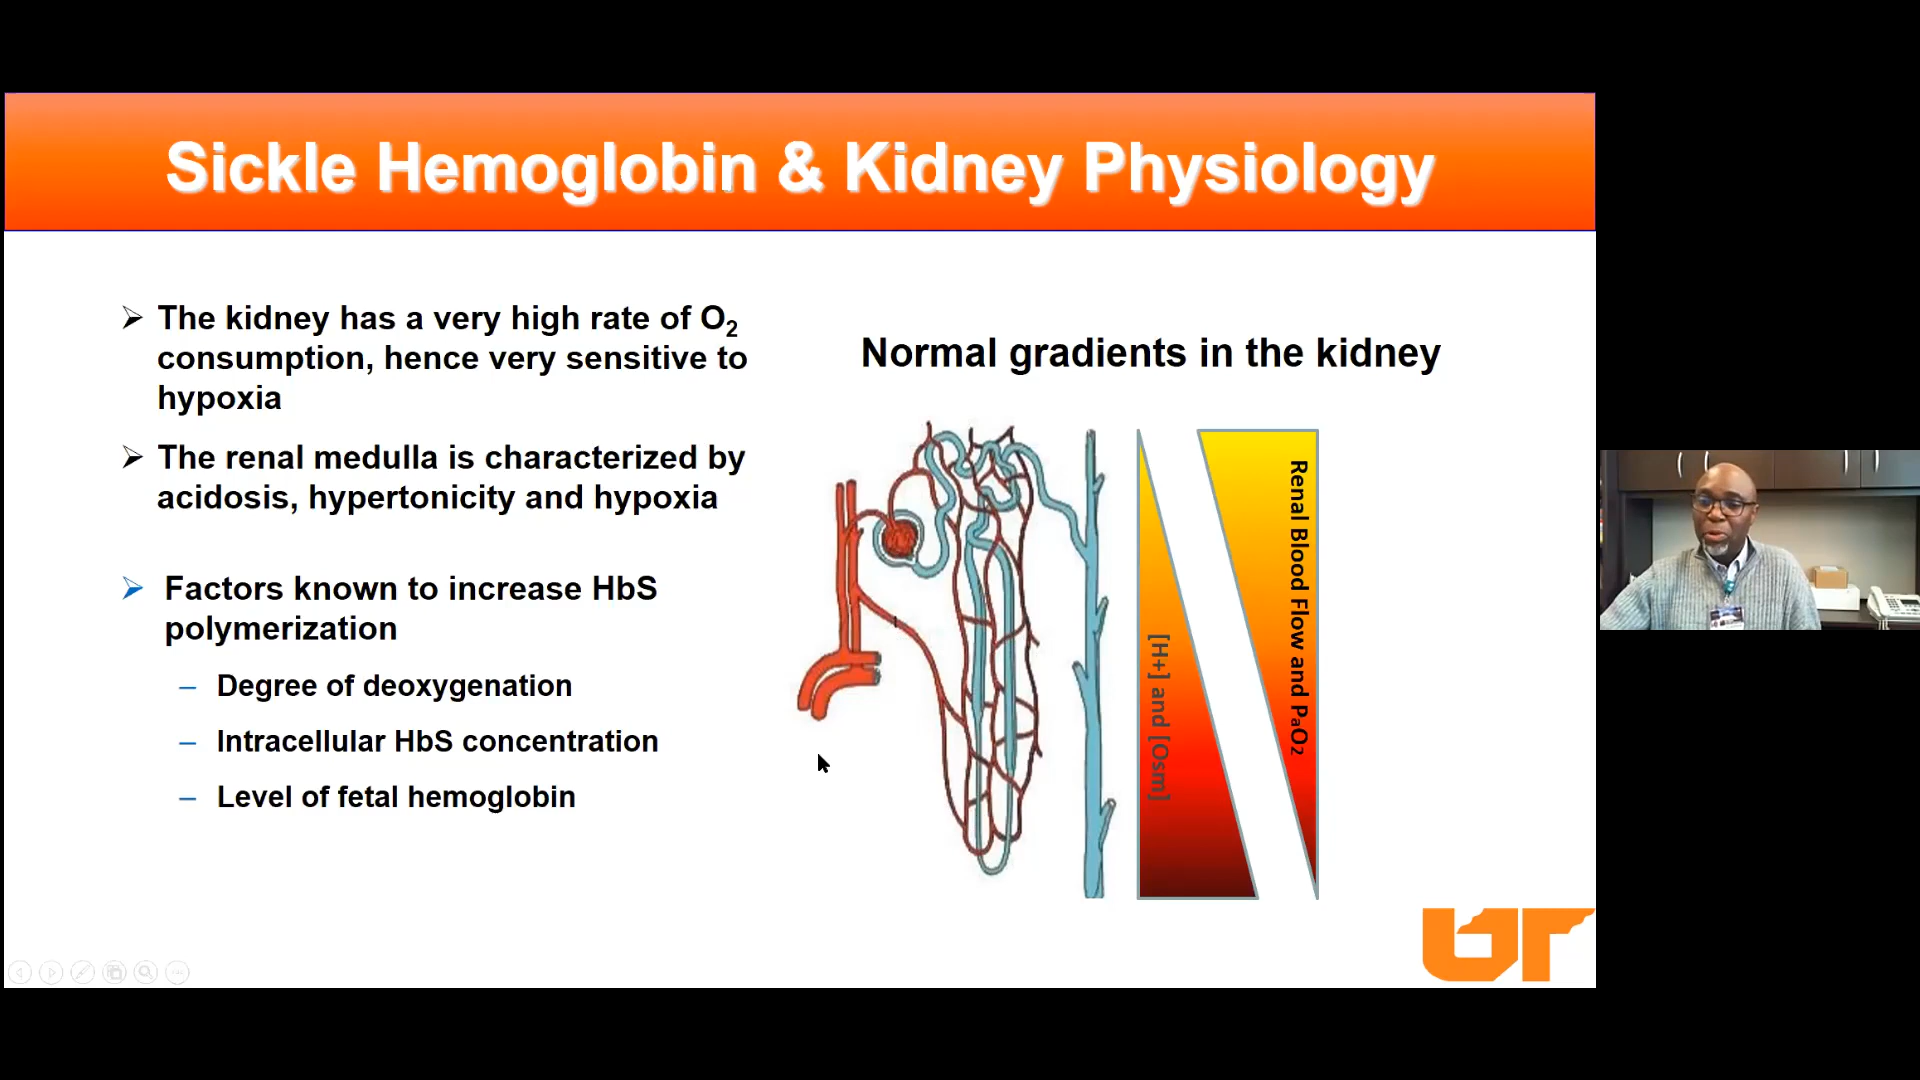 Sickle Hemoglobin & Kidney Physiology
The kidney has a very high rate of O₂
consumption, hence very sensitive to
hypoxia
The renal medulla is characterized by
acidosis, hypertonicity and hypoxia
Factors known to increase HbS
polymerization
– Degree of deoxygenation
– Intracellular HbS concentration
– Level of fetal hemoglobin
Normal gradients in the kidney
[H+] and [Osm]
Renal Blood Flow and PₐO₂
UT